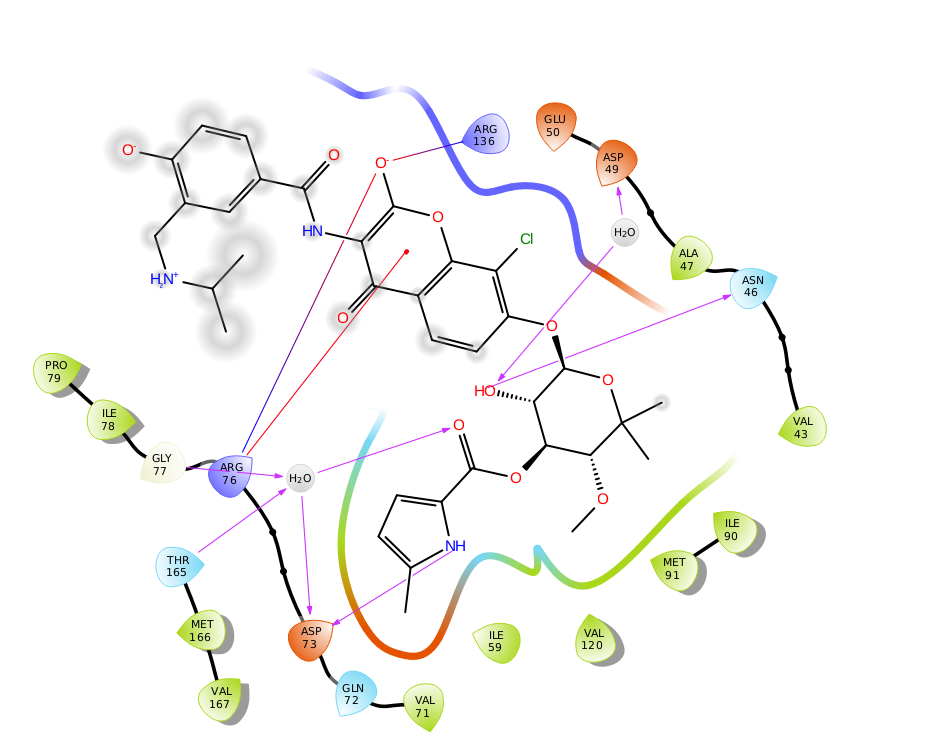 GLU
50
ARG
136
O⁻
O
O⁻
ASP
49
O
HN
H₂O
Cl
ALA
47
ASN
46
H₂N⁺
O
O
PRO
79
O
HO
ILE
78
O
VAL
43
GLY
77
ARG
76
H₂O
O
O
ILE
90
NH
THR
165
MET
91
MET
166
ASP
73
ILE
59
VAL
120
VAL
167
GLN
72
VAL
71